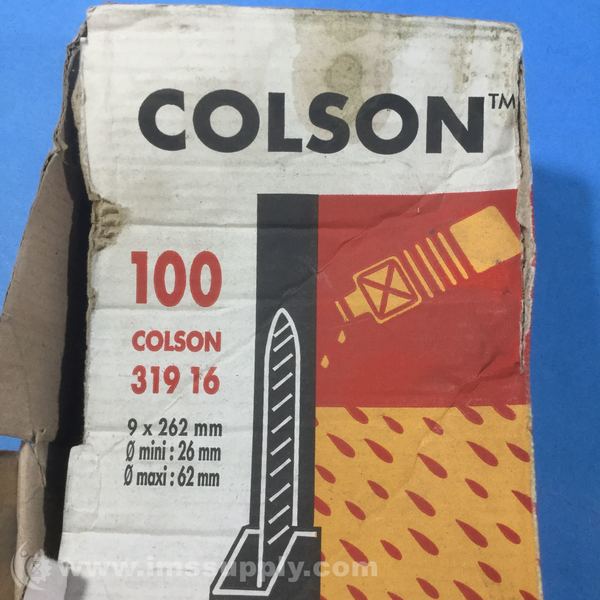 COLSON™
100
COLSON
319 16
9 x 262 mm
Ø mini : 26 mm
Ø maxi : 62 mm
© www.imssupply.com